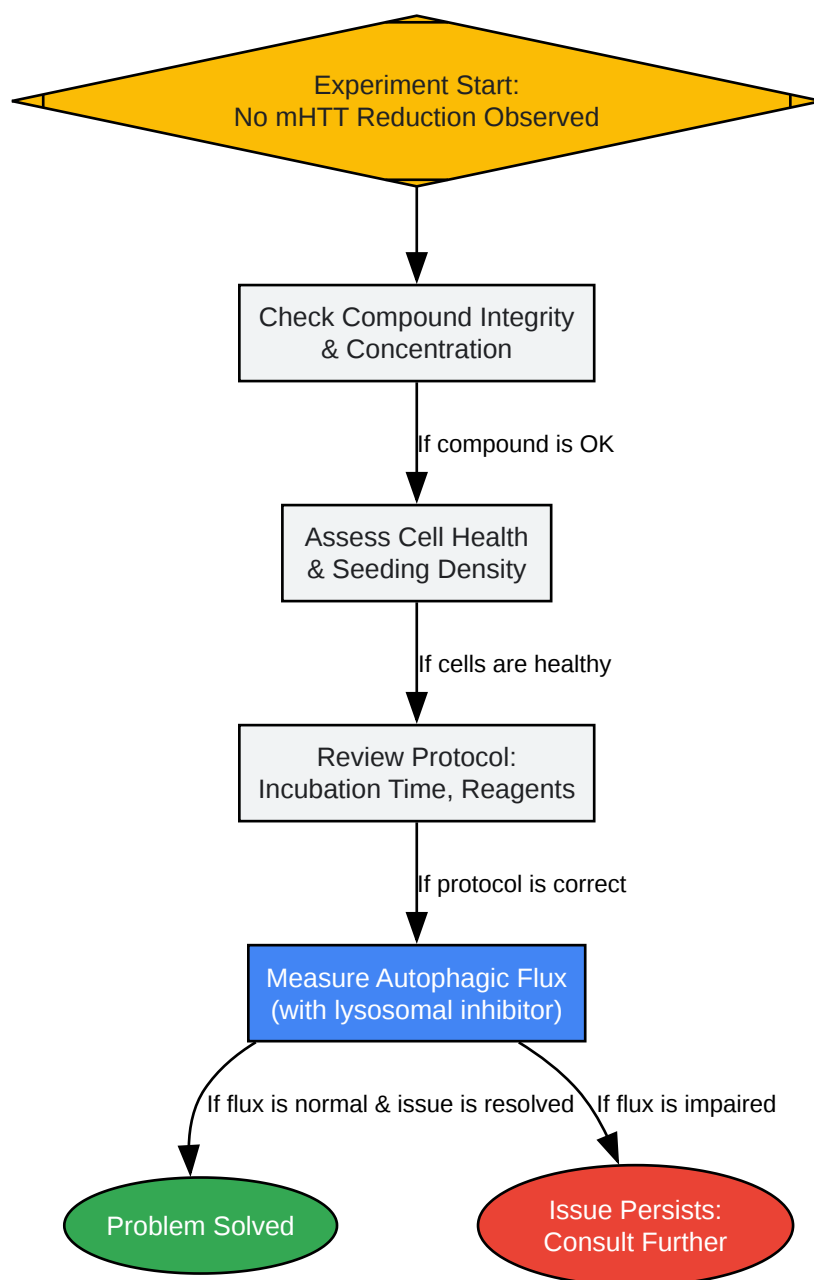 Experiment Start:
No mHTT Reduction Observed
Check Compound Integrity
& Concentration
If compound is OK
Assess Cell Health
& Seeding Density
If cells are healthy
Review Protocol:
Incubation Time, Reagents
If protocol is correct
Measure Autophagic Flux
(with lysosomal inhibitor)
If flux is normal & issue is resolved
If flux is impaired
Problem Solved
Issue Persists:
Consult Further